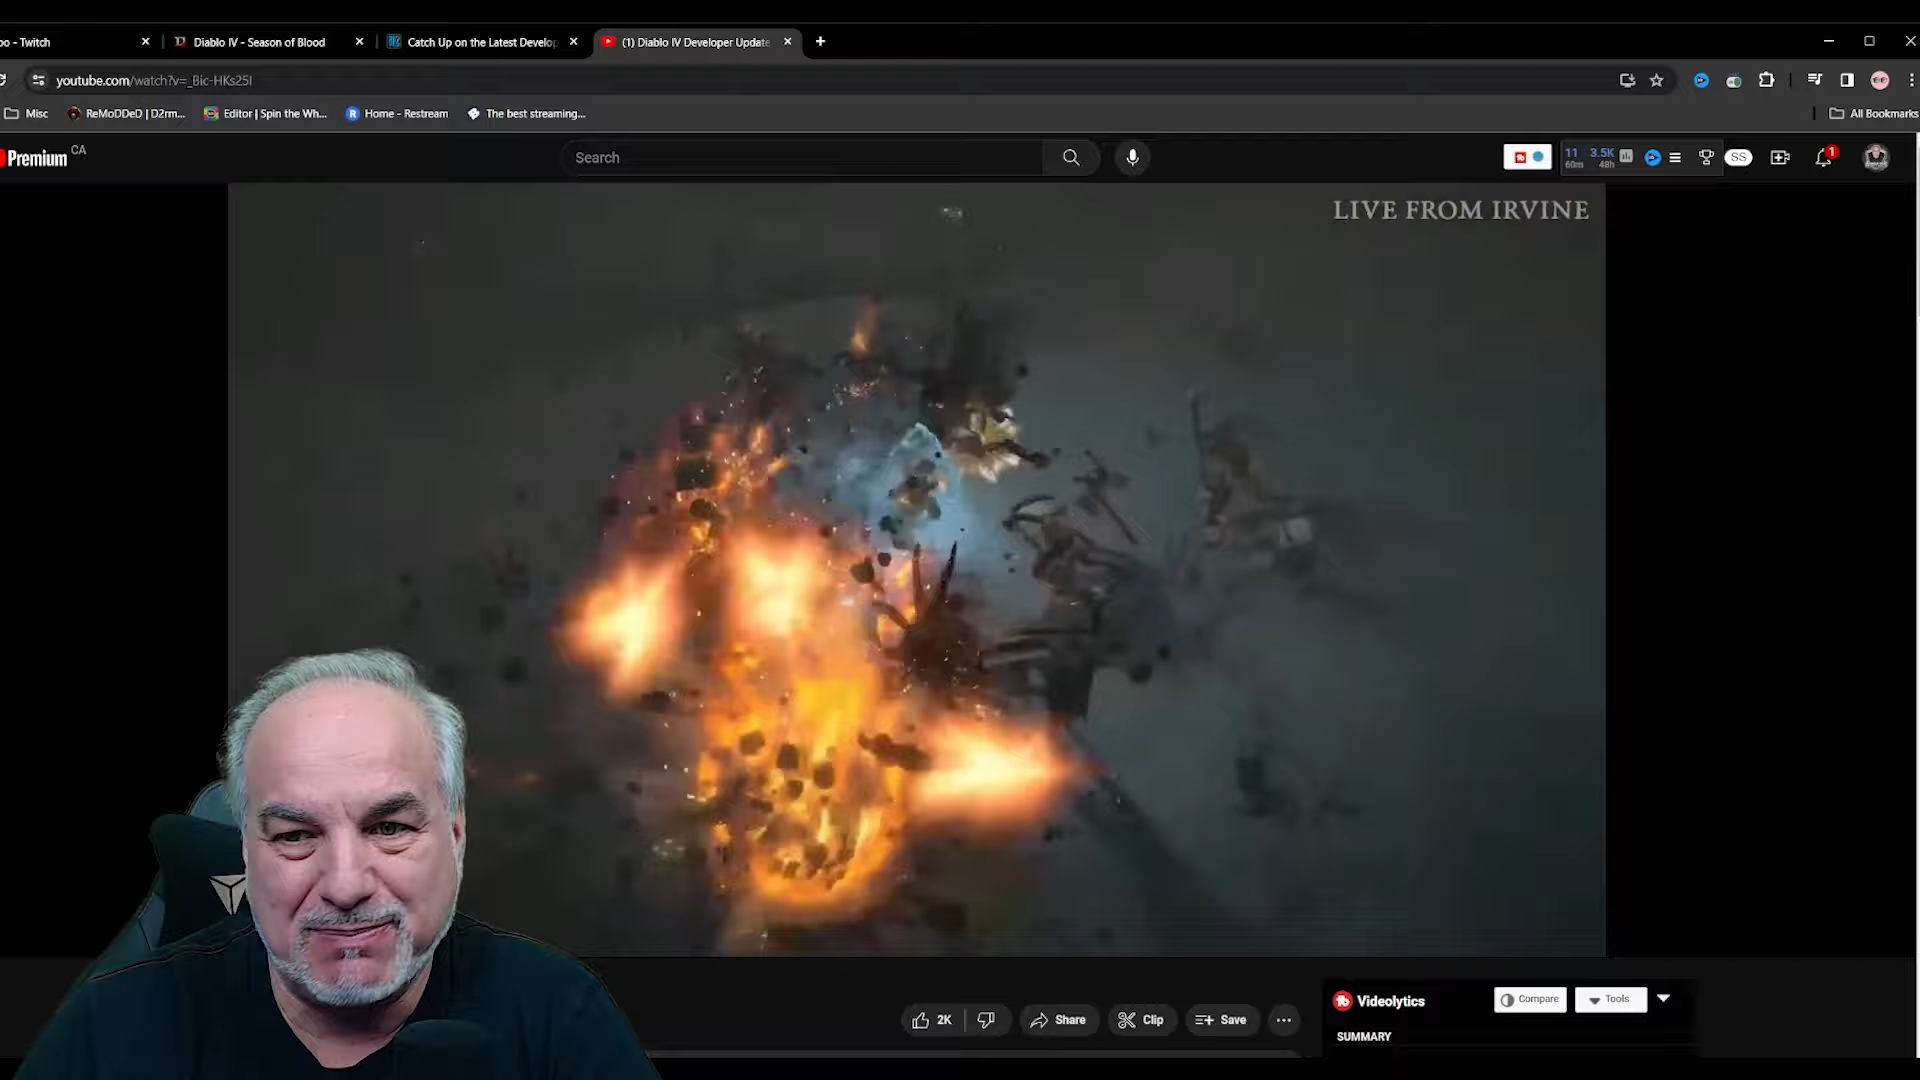 oo - Twitch
Diablo IV - Season of Blood
Catch Up on the Latest Develop
(1) Diablo IV Developer Update
youtube.com/watch?v=_Bic-HKs25I
Misc
ReMoDDeD | D2rm...
Editor | Spin the Wh...
Home - Restream
The best streaming...
All Bookmarks
Premium CA
Search
11
60m
3.5K
48h
SS
1
LIVE FROM IRVINE
2K
Share
Clip
Save
Videolytics
Compare
Tools
SUMMARY